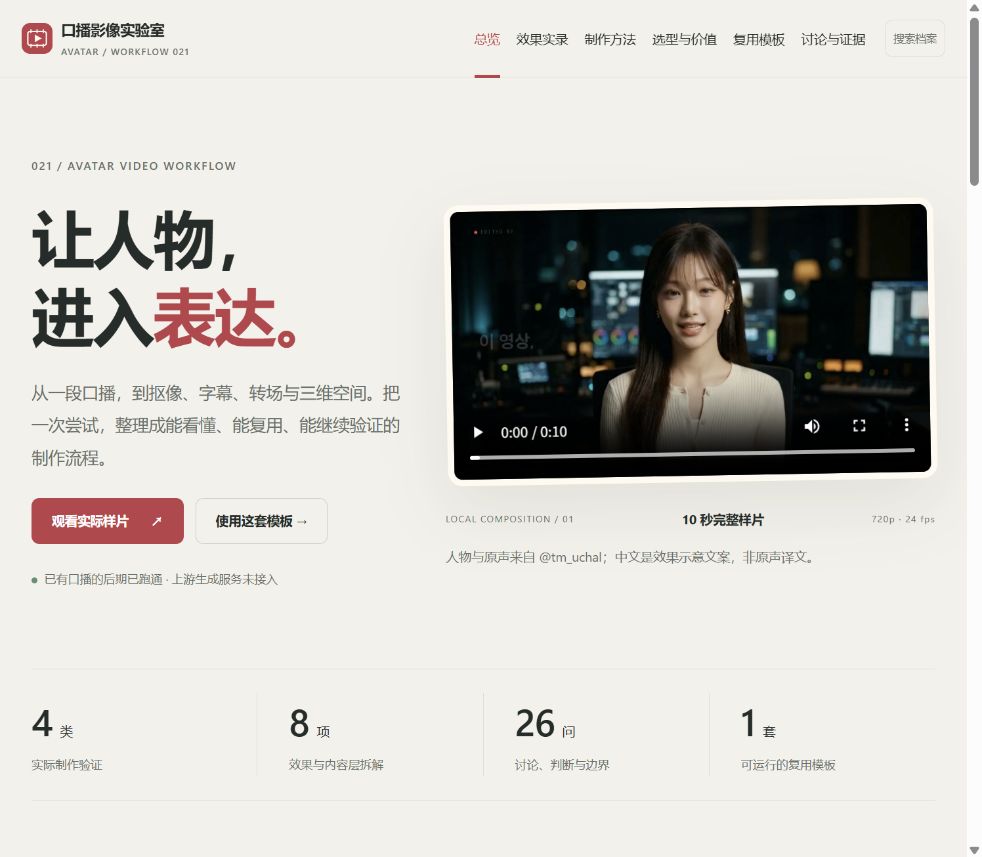 口播影像实验室
AVATAR / WORKFLOW 021
总览
效果实录
制作方法
选型与价值
复用模板
讨论与证据
搜索档案
021 / AVATAR VIDEO WORKFLOW
让人物，
进入表达。
从一段口播，到抠像、字幕、转场与三维空间。把
一次尝试，整理成能看懂、能复用、能继续验证的
制作流程。
观看实际样片 ↗
使用这套模板 →
已有口播的后期已跑通 · 上游生成服务未接入
EDITED BY
이 영상,
0:00 / 0:10
LOCAL COMPOSITION / 01
10 秒完整样片
720p · 24 fps
人物与原声来自 @tm_uchal；中文是效果示意文案，非原声译文。
4 类
实际制作验证
8 项
效果与内容层拆解
26 问
讨论、判断与边界
1 套
可运行的复用模板